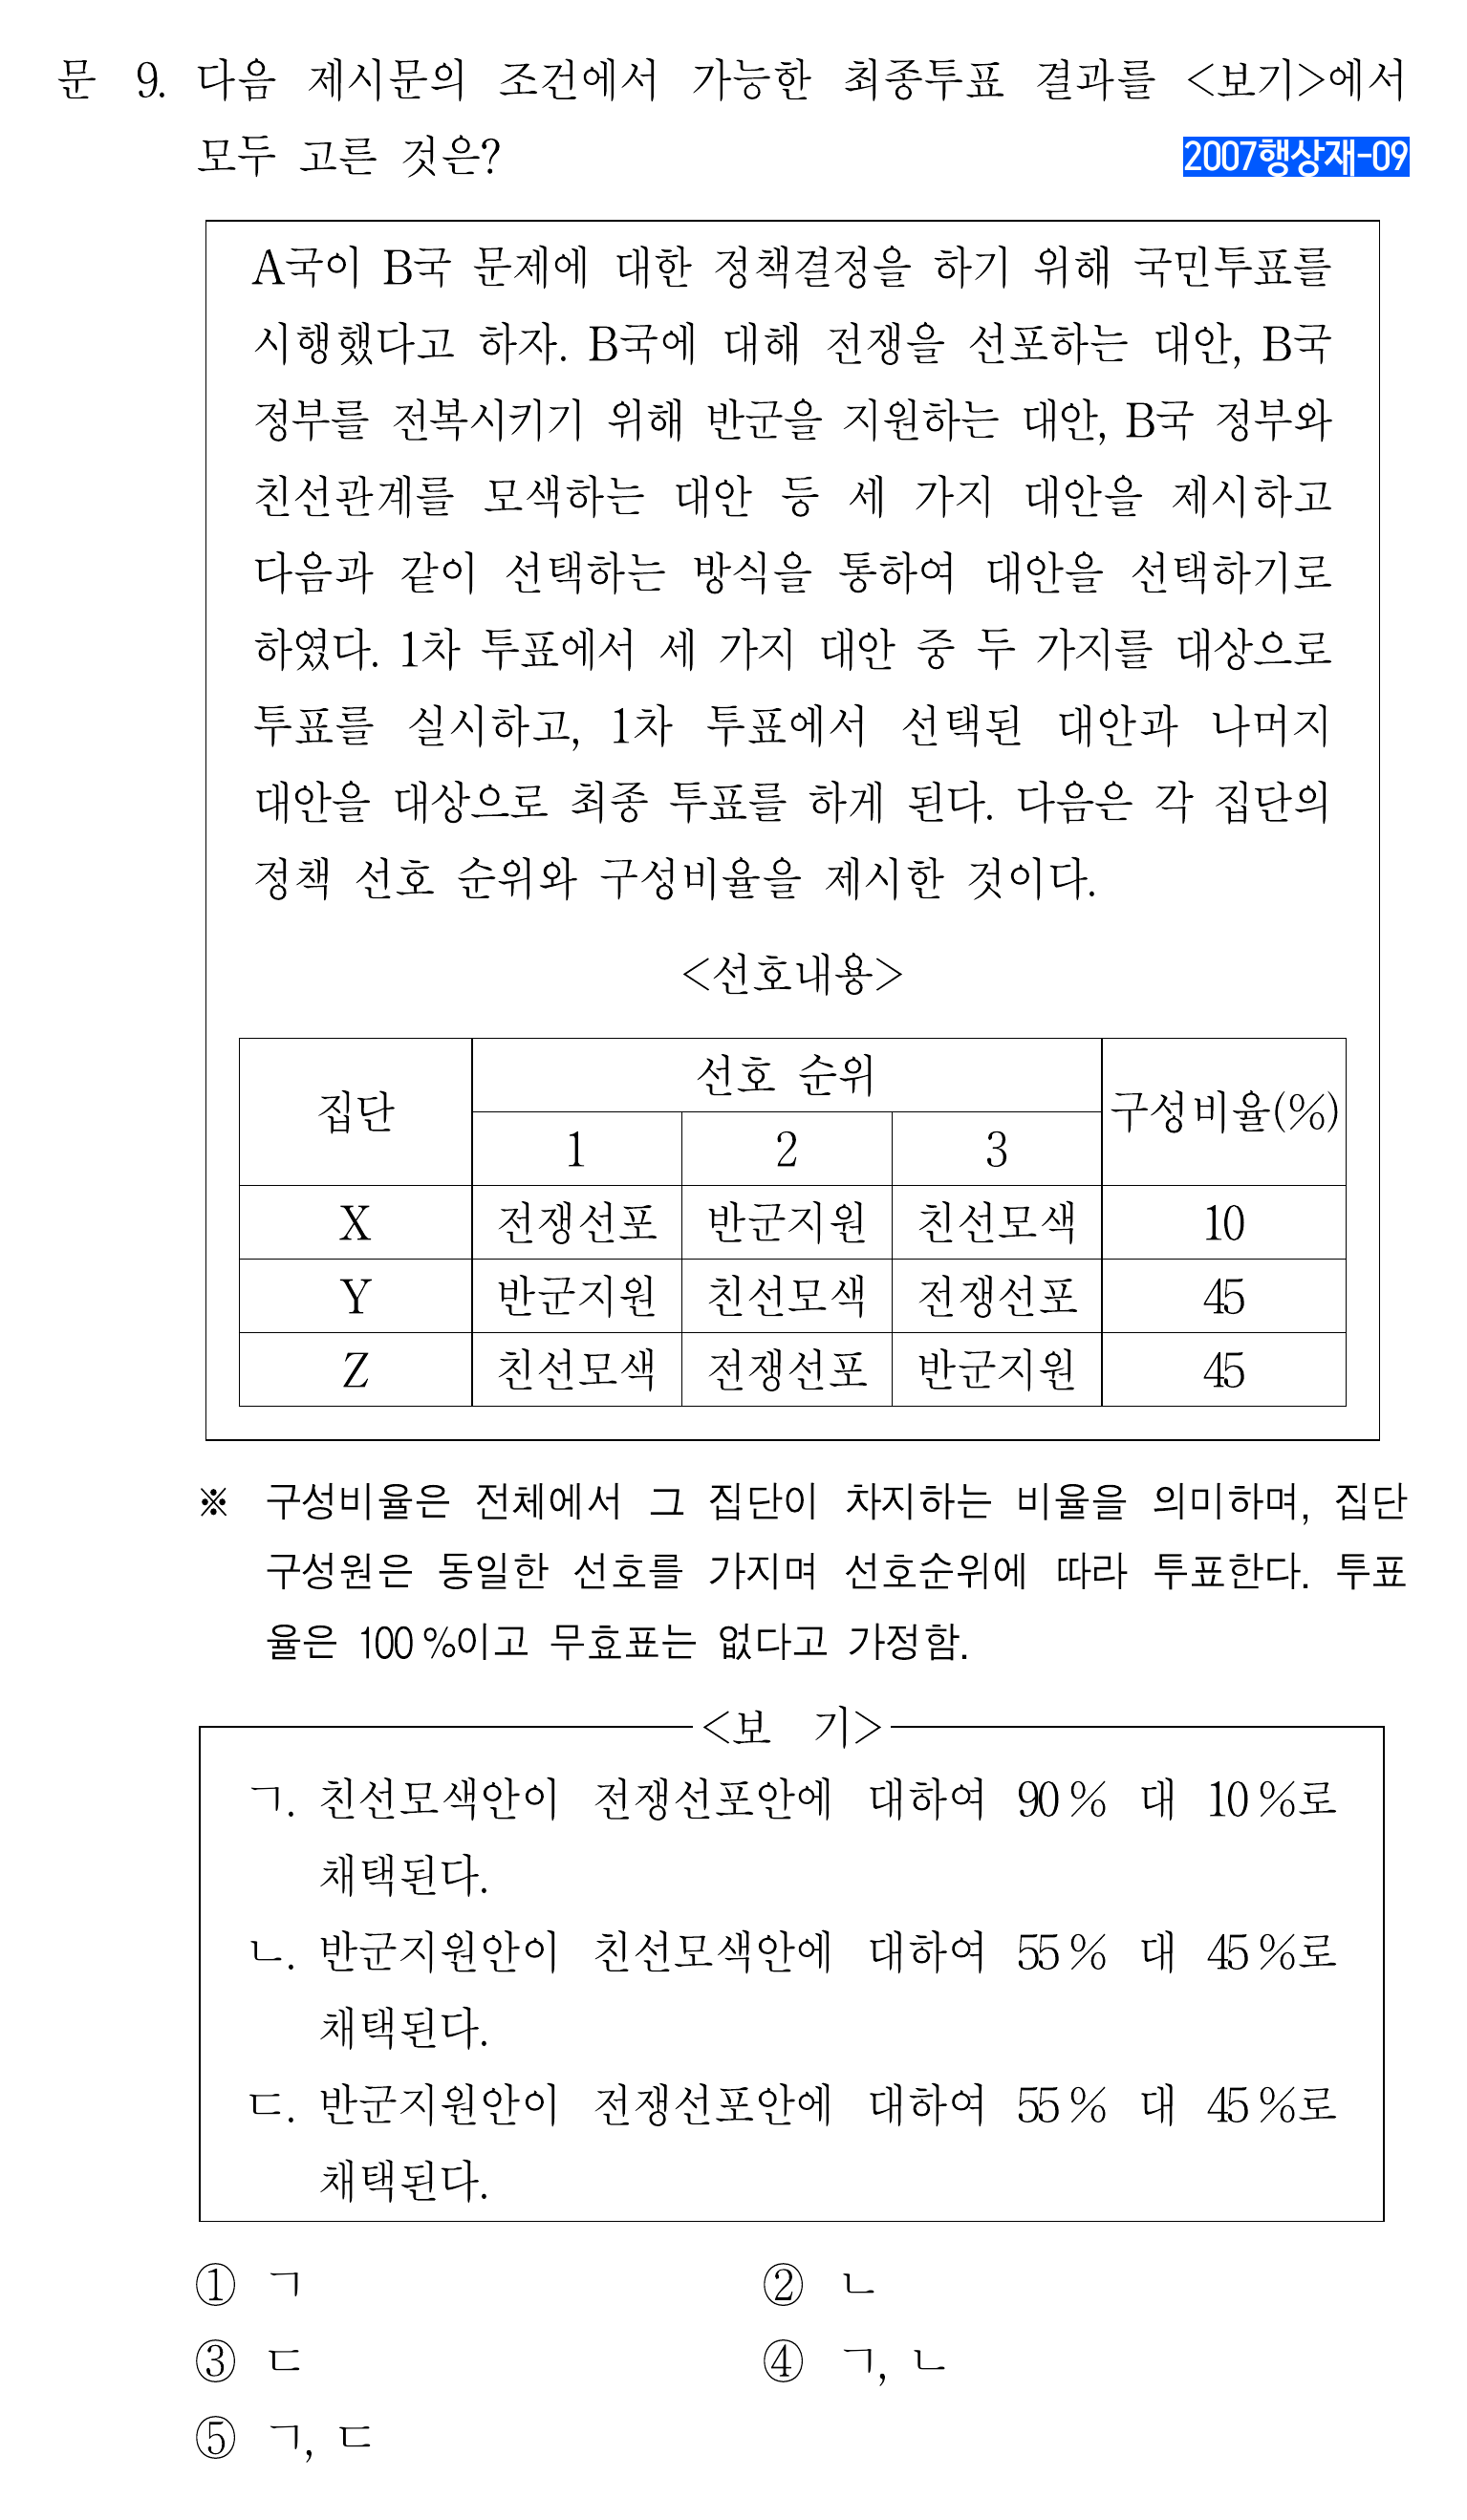 문 9. 다음 제시문의 조건에서 가능한 최종투표 결과를 <보기>에서
모두 고른 것은?
2007행상재-09
A국이 B국 문제에 대한 정책결정을 하기 위해 국민투표를
시행했다고 하자. B국에 대해 전쟁을 선포하는 대안, B국
정부를 전복시키기 위해 반군을 지원하는 대안, B국 정부와
친선관계를 모색하는 대안 등 세 가지 대안을 제시하고
다음과 같이 선택하는 방식을 통하여 대안을 선택하기로
하였다. 1차 투표에서 세 가지 대안 중 두 가지를 대상으로
투표를 실시하고, 1차 투표에서 선택된 대안과 나머지
대안을 대상으로 최종 투표를 하게 된다. 다음은 각 집단의
정책 선호 순위와 구성비율을 제시한 것이다.
<선호내용>
집단 선호 순위 구성비율(%)
1 2 3
X 전쟁선포 반군지원 친선모색 10
Y 반군지원 친선모색 전쟁선포 45
Z 친선모색 전쟁선포 반군지원 45
※ 구성비율은 전체에서 그 집단이 차지하는 비율을 의미하며, 집단
구성원은 동일한 선호를 가지며 선호순위에 따라 투표한다. 투표
율은 100 %이고 무효표는 없다고 가정함.
<보 기>
ㄱ. 친선모색안이 전쟁선포안에 대하여 90 % 대 10 %로
채택된다.
ㄴ. 반군지원안이 친선모색안에 대하여 55 % 대 45 %로
채택된다.
ㄷ. 반군지원안이 전쟁선포안에 대하여 55 % 대 45 %로
채택된다.
① ㄱ ② ㄴ
③ ㄷ ④ ㄱ, ㄴ
⑤ ㄱ, ㄷ